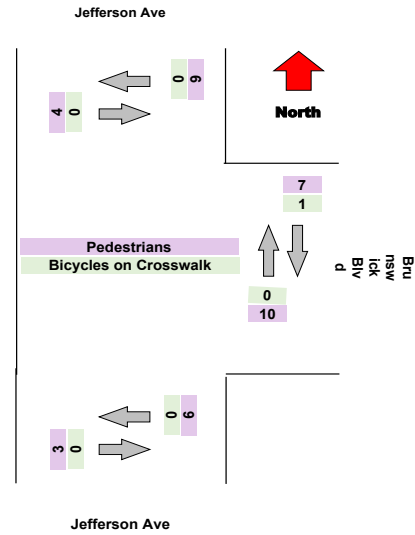 Jefferson Ave
0
9
4
0
North
7
1
Pedestrians
Bicycles on Crosswalk
Bru
nsw
ick
Blv
d
0
10
0
6
3
0
Jefferson Ave